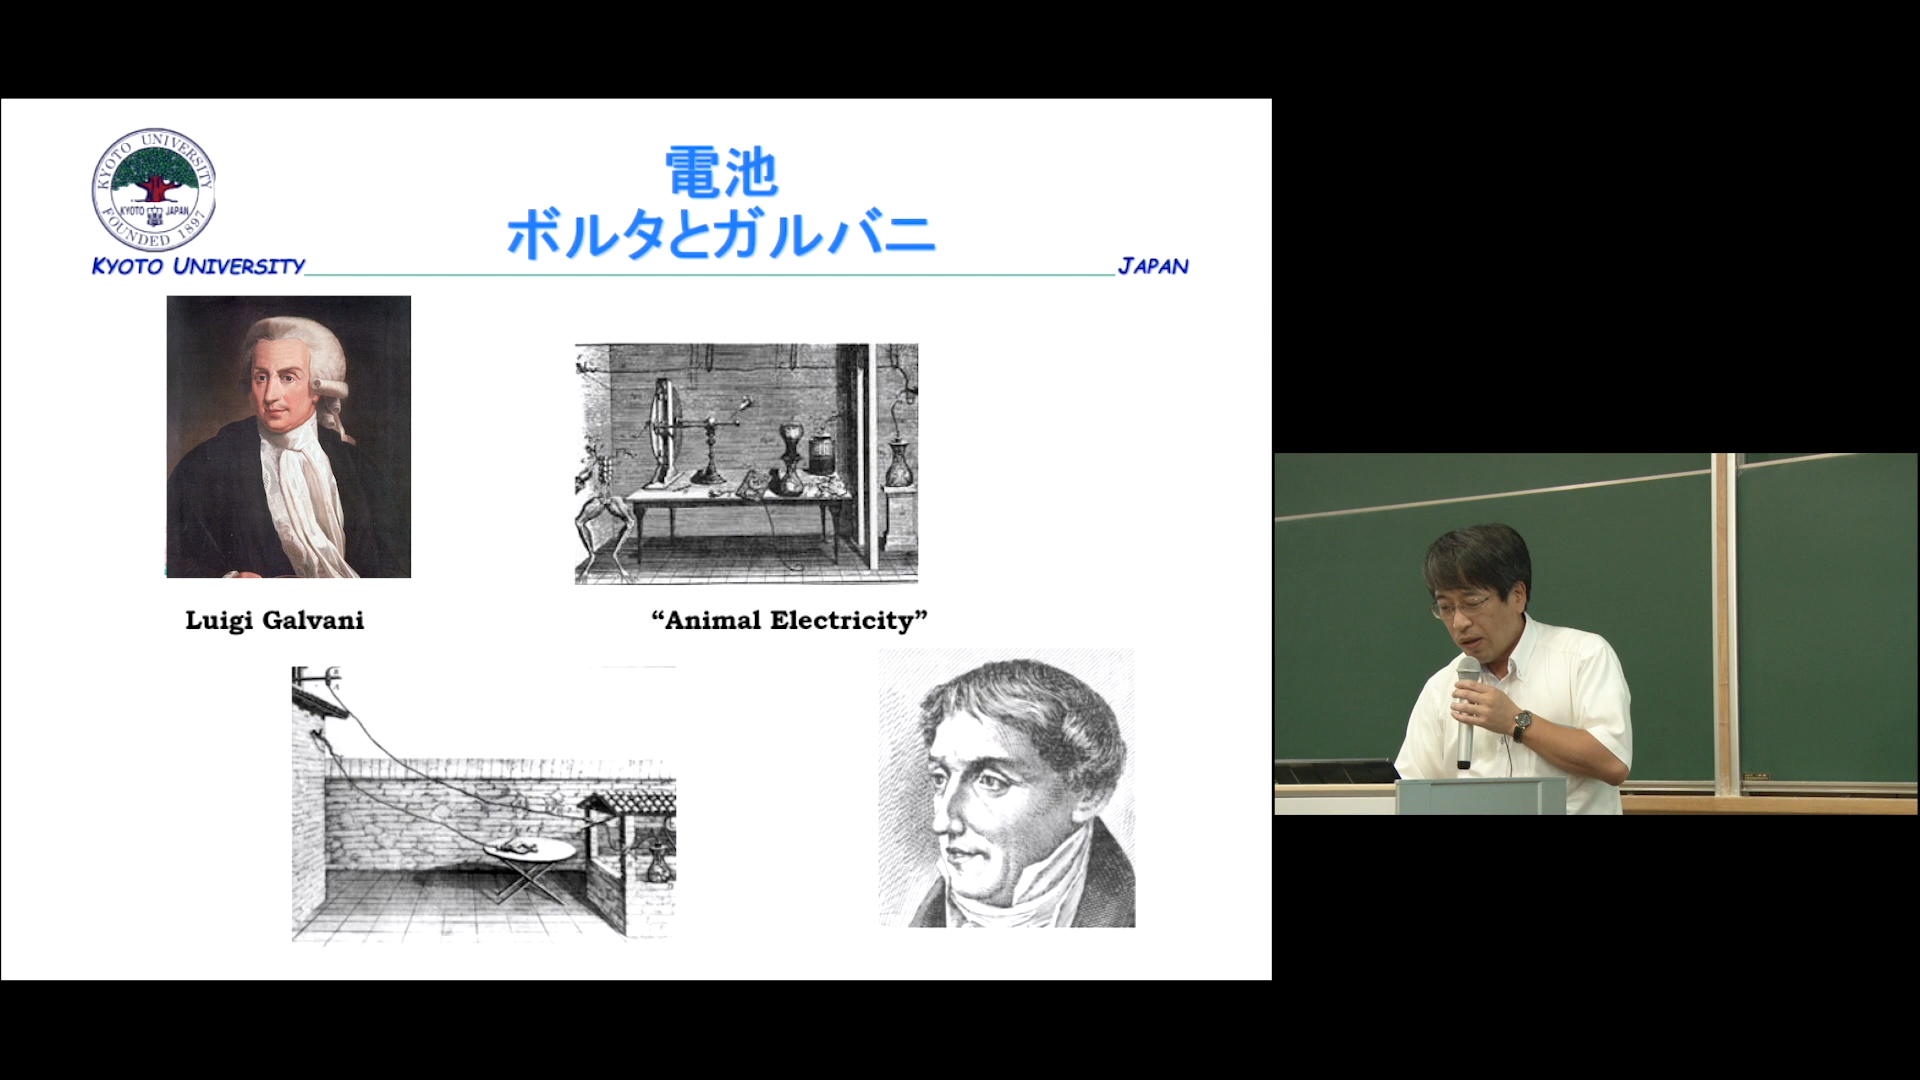 KYOTO UNIVERSITY
KYOTO JAPAN
FOUNDED 1897
電池
ボルタとガルバニ
KYOTO UNIVERSITY
JAPAN
Luigi Galvani
“Animal Electricity”